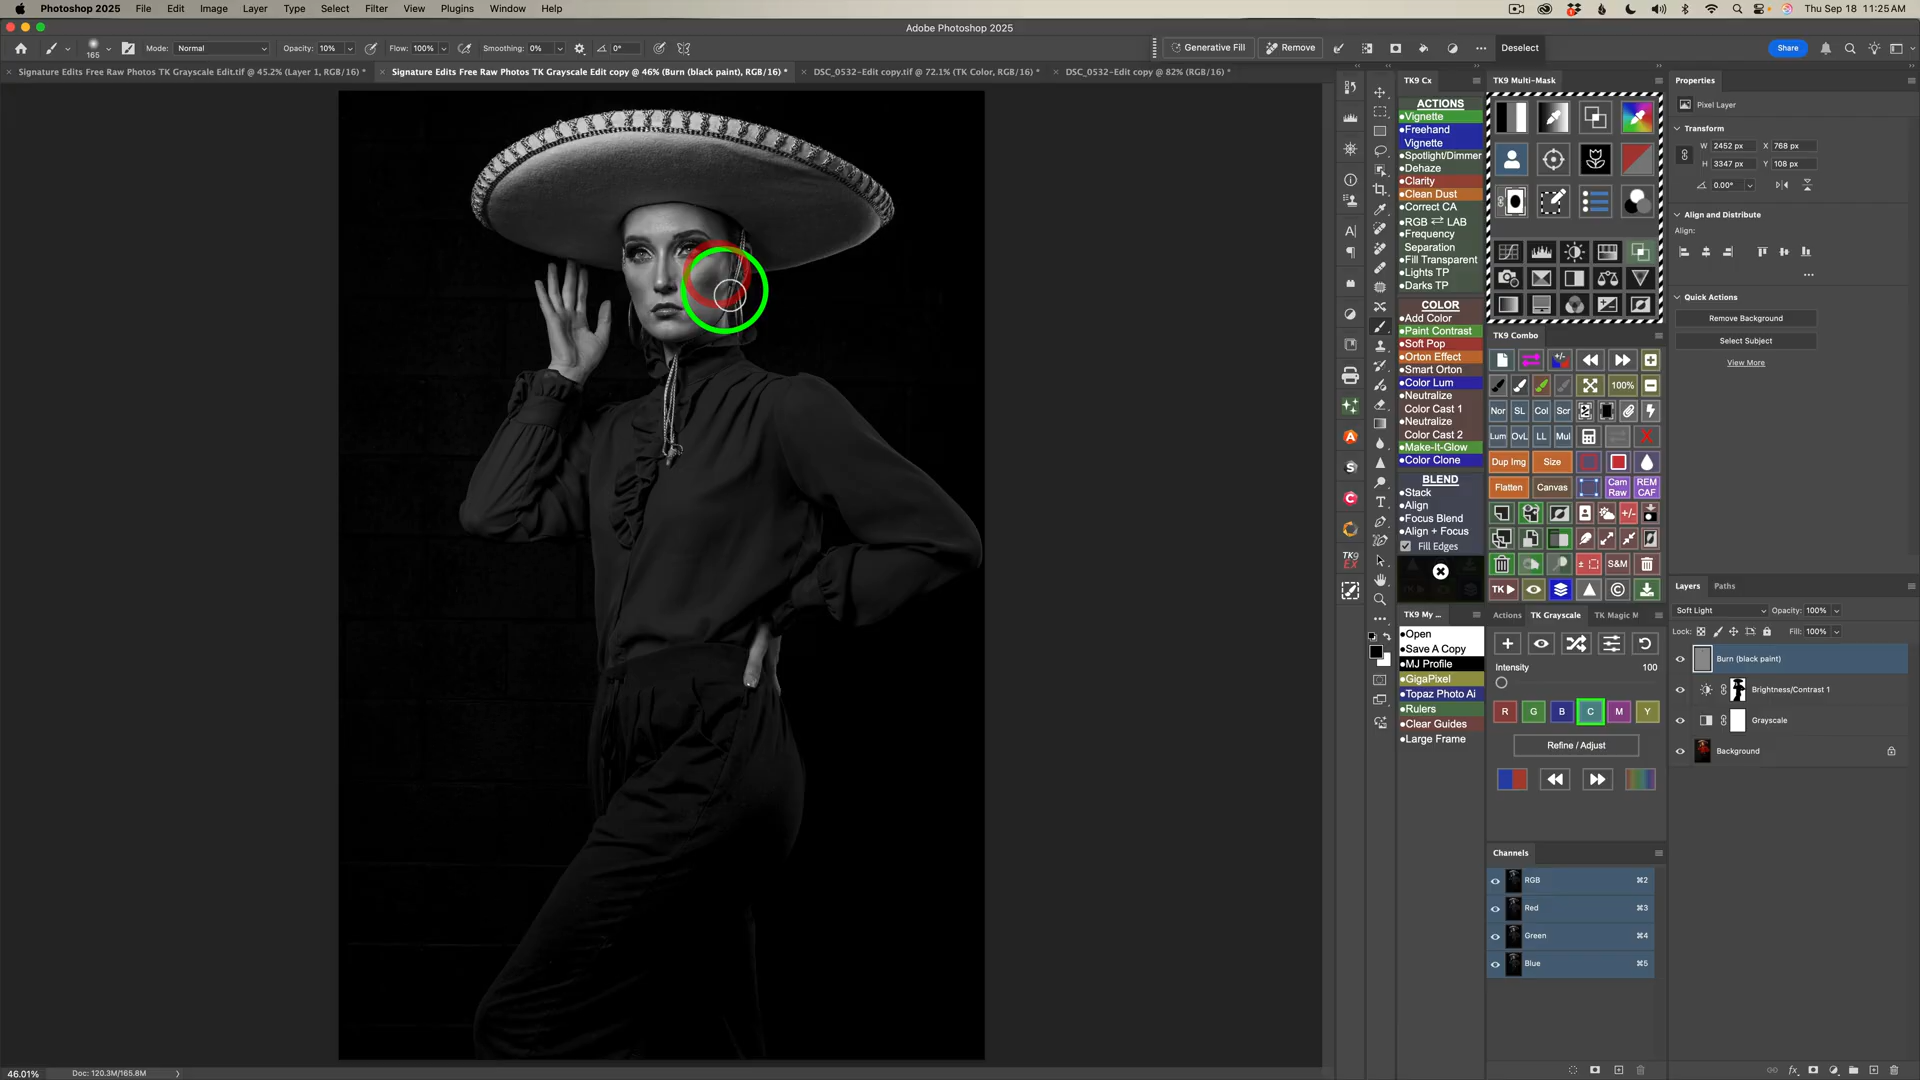 Photoshop 2025 File Edit Image Layer Type Select Filter View Plugins Window Help
Thu Sep 18 11:25 AM
Adobe Photoshop 2025
165
Mode: Normal
Opacity: 10%
Flow: 100%
Smoothing: 0%
0°
Generative Fill
Remove
Deselect
Share
Signature Edits Free Raw Photos TK Grayscale Edit.tif @ 45.2% (Layer 1, RGB/16) *
Signature Edits Free Raw Photos TK Grayscale Edit copy @ 46% (Burn (black paint), RGB/16) *
DSC_0532-Edit copy.tif @ 72.1% (TK Color, RGB/16) *
DSC_0532-Edit copy @ 82% (RGB/16) *
TK9 Cx
ACTIONS
Vignette
Freehand
Vignette
Spotlight/Dimmer
Dehaze
Clarity
Clean Dust
Correct CA
RGB ⇄ LAB
Frequency
Separation
Fill Transparent
Lights TP
Darks TP
COLOR
Add Color
Paint Contrast
Soft Pop
Orton Effect
Smart Orton
Color Lum
Neutralize
Color Cast 1
Neutralize
Color Cast 2
Make-It-Glow
Color Clone
BLEND
Stack
Align
Focus Blend
Align + Focus
Fill Edges
TK9 My ...
Open
Save A Copy
MJ Profile
GigaPixel
Topaz Photo Ai
Rulers
Clear Guides
Large Frame
TK9 Multi-Mask
TK9 Combo
100%
Nor SL Col Scr
Lum OvL LL Mul
Dup Img Size
Flatten Canvas
Cam Raw
REM CAF
+/-
S&M
TK▶
Actions TK Grayscale TK Magic M
Intensity 100
R G B C M Y
Refine / Adjust
Channels
RGB ⌘2
Red ⌘3
Green ⌘4
Blue ⌘5
Properties
Pixel Layer
Transform
W 2452 px X 768 px
H 3347 px Y 108 px
0.00°
Align and Distribute
Align:
Quick Actions
Remove Background
Select Subject
View More
Layers Paths
Soft Light Opacity: 100%
Lock: Fill: 100%
Burn (black paint)
Brightness/Contrast 1
Grayscale
Background
46.01% Doc: 120.3M/165.8M